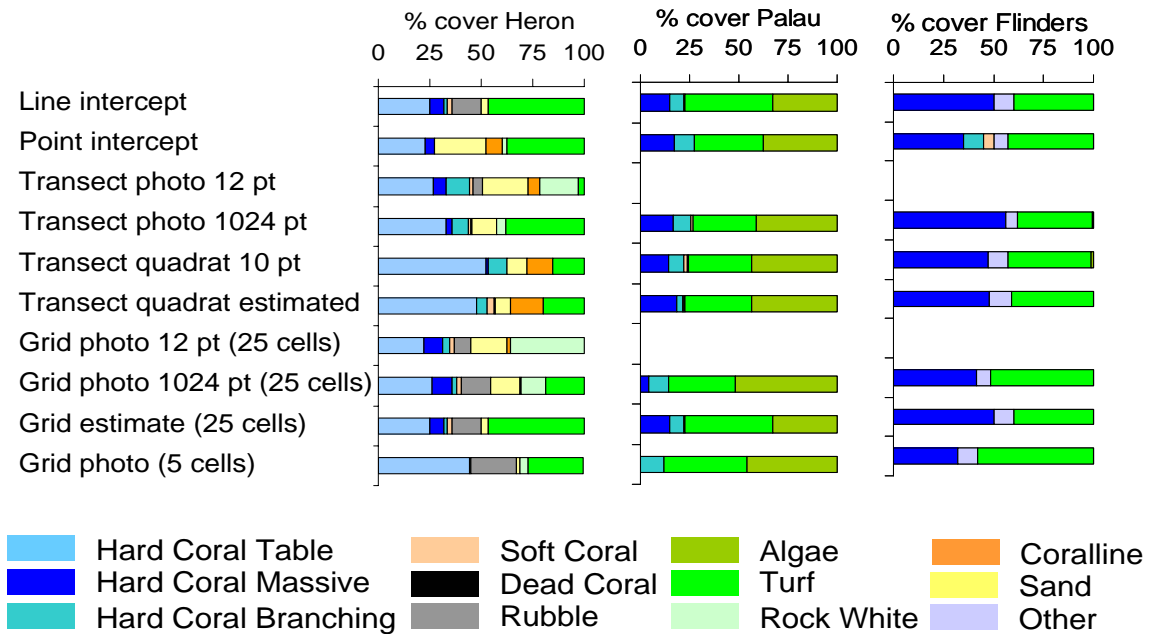 % cover Heron % cover Palau % cover Flinders
0 25 50 75 100 0 25 50 75 100 0 25 50 75 100
Line intercept
Point intercept
Transect photo 12 pt
Transect photo 1024 pt
Transect quadrat 10 pt
Transect quadrat estimated
Grid photo 12 pt (25 cells)
Grid photo 1024 pt (25 cells)
Grid estimate (25 cells)
Grid photo (5 cells)
Hard Coral Table Soft Coral Algae Coralline
Hard Coral Massive Dead Coral Turf Sand
Hard Coral Branching Rubble Rock White Other